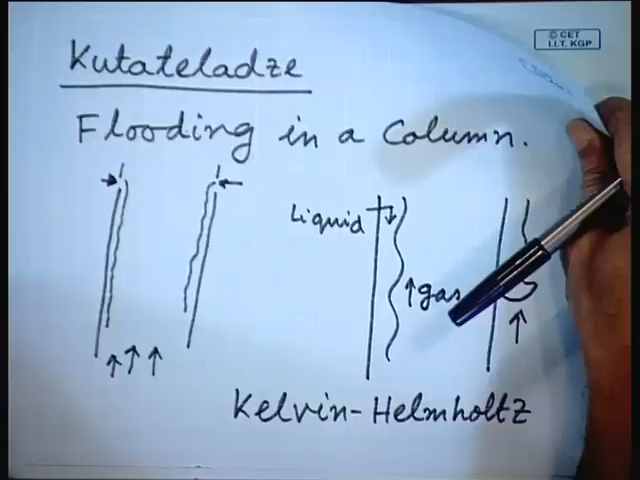 © CET
I.I.T. KGP
Kutateladze
Flooding in a Column.
Liquid
gas
Kelvin-Helmholtz